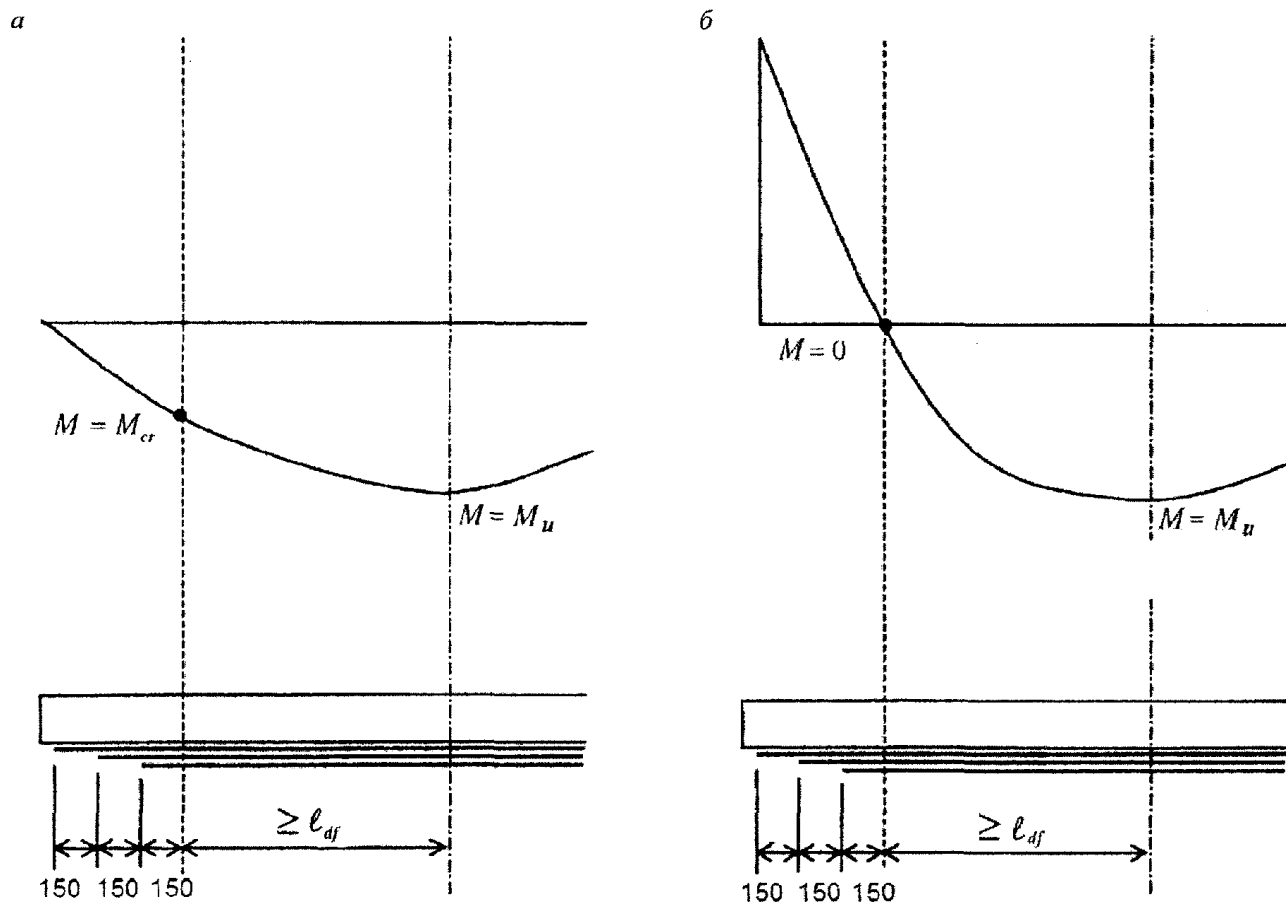 а
б
M = 0
M = M_cr
M = M_u
M = M_u
≥ ℓ_df
≥ ℓ_df
150 150 150
150 150 150